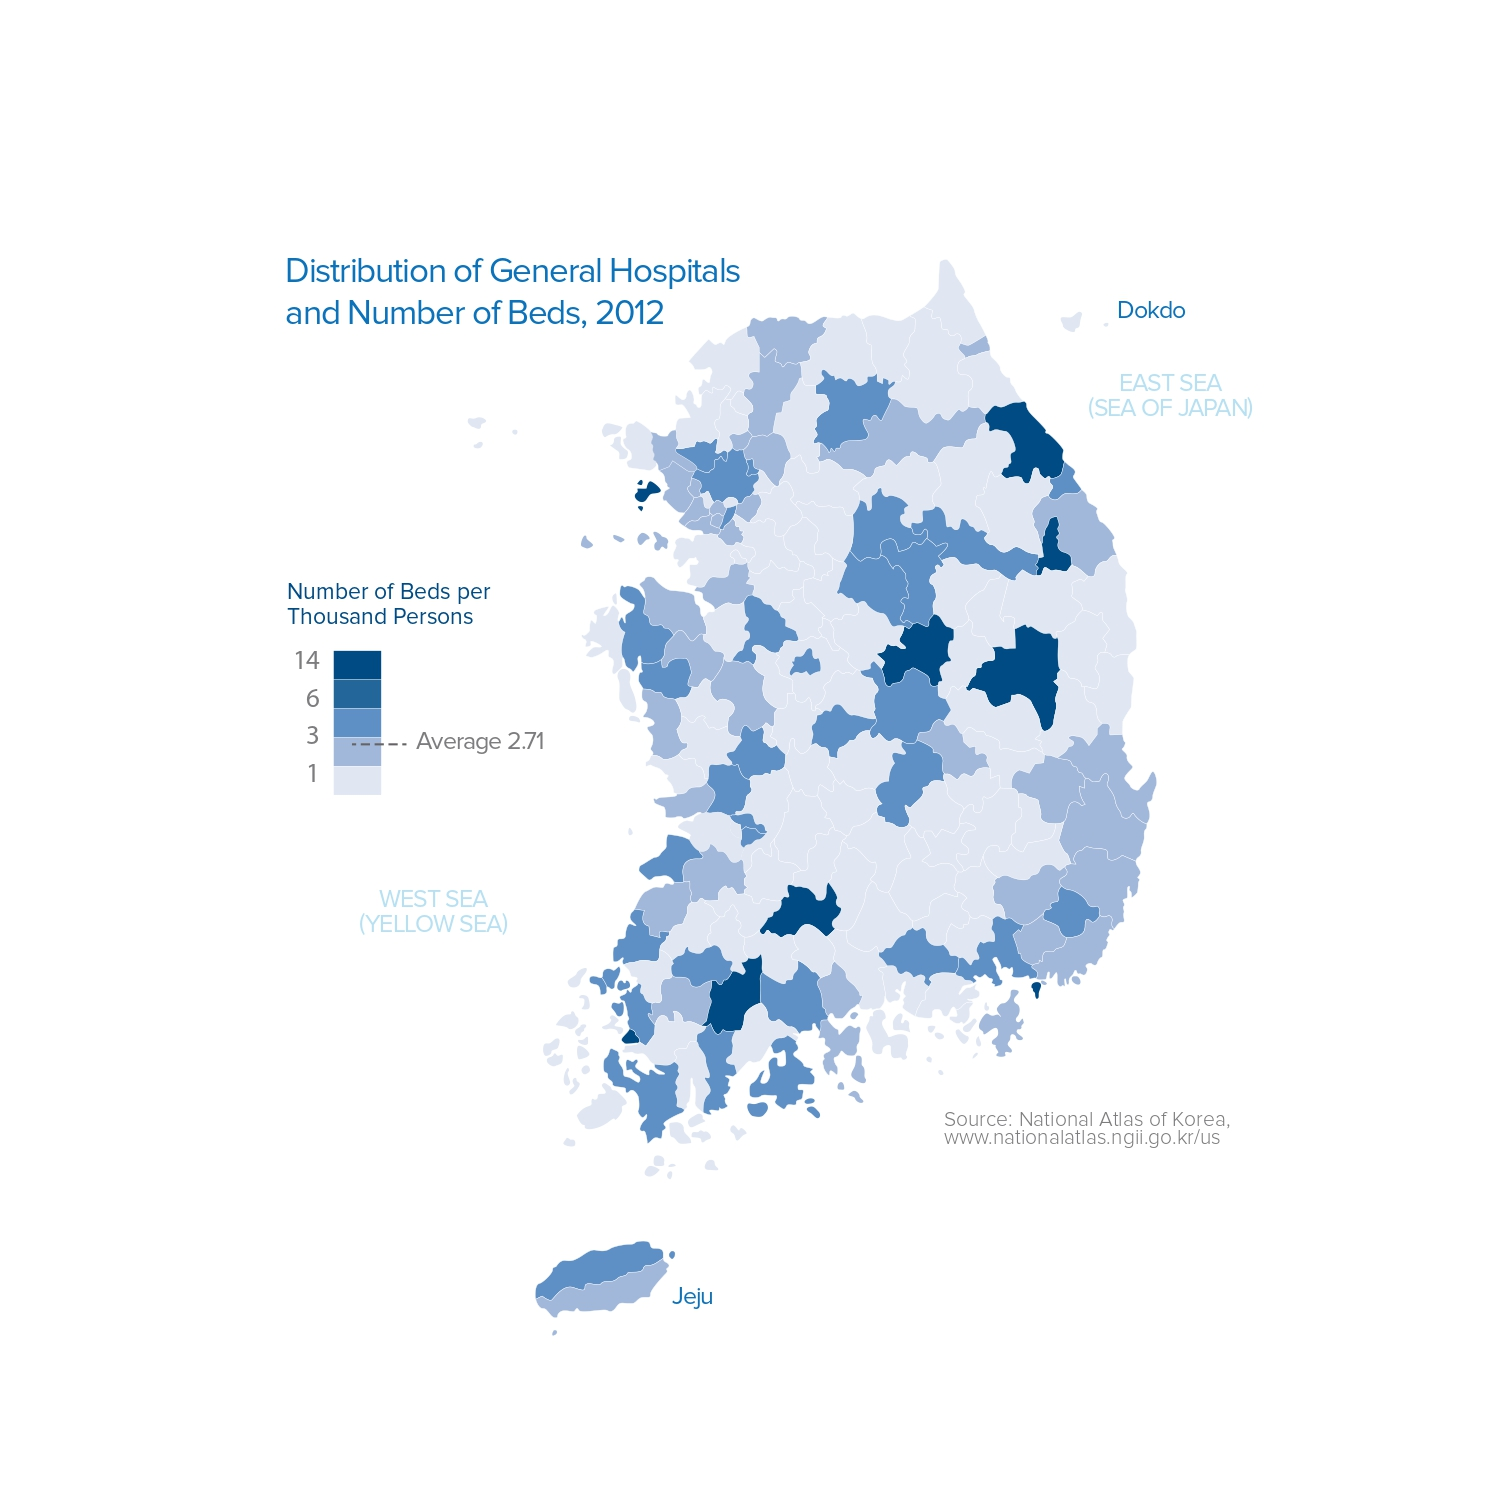 Distribution of General Hospitals
and Number of Beds, 2012
Dokdo
EAST SEA
(SEA OF JAPAN)
Number of Beds per
Thousand Persons
14
6
3
Average 2.71
1
WEST SEA
(YELLOW SEA)
Source: National Atlas of Korea,
www.nationalatlas.ngii.go.kr/us
Jeju